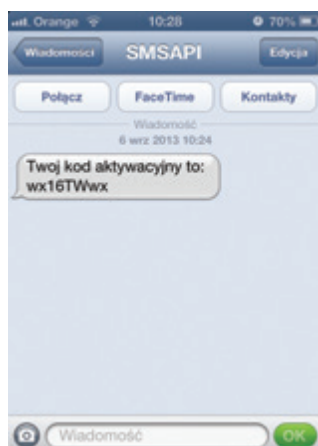 Orange 10:28 70%
Wiadomości SMSAPI Edycja
Połącz FaceTime Kontakty
Wiadomość
6 wrz 2013 10:24
Twoj kod aktywacyjny to:
wx16TWwx
Wiadomość OK